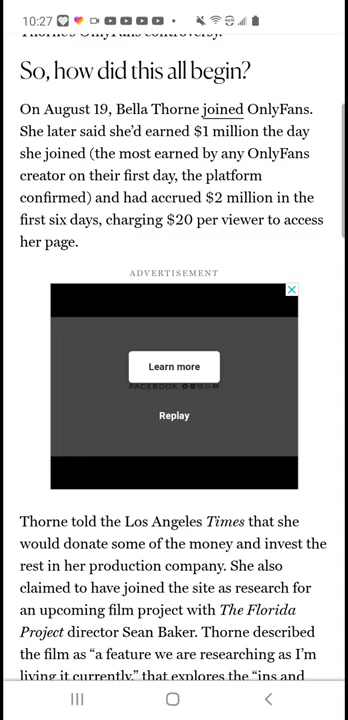 10:27
Thorne's OnlyFans controversy.
So, how did this all begin?
On August 19, Bella Thorne joined OnlyFans.
She later said she'd earned $1 million the day
she joined (the most earned by any OnlyFans
creator on their first day, the platform
confirmed) and had accrued $2 million in the
first six days, charging $20 per viewer to access
her page.
ADVERTISEMENT
Learn more
FACEBOOK
Replay
Thorne told the Los Angeles Times that she
would donate some of the money and invest the
rest in her production company. She also
claimed to have joined the site as research for
an upcoming film project with The Florida
Project director Sean Baker. Thorne described
the film as “a feature we are researching as I'm
living it currently,” that explores the “ins and